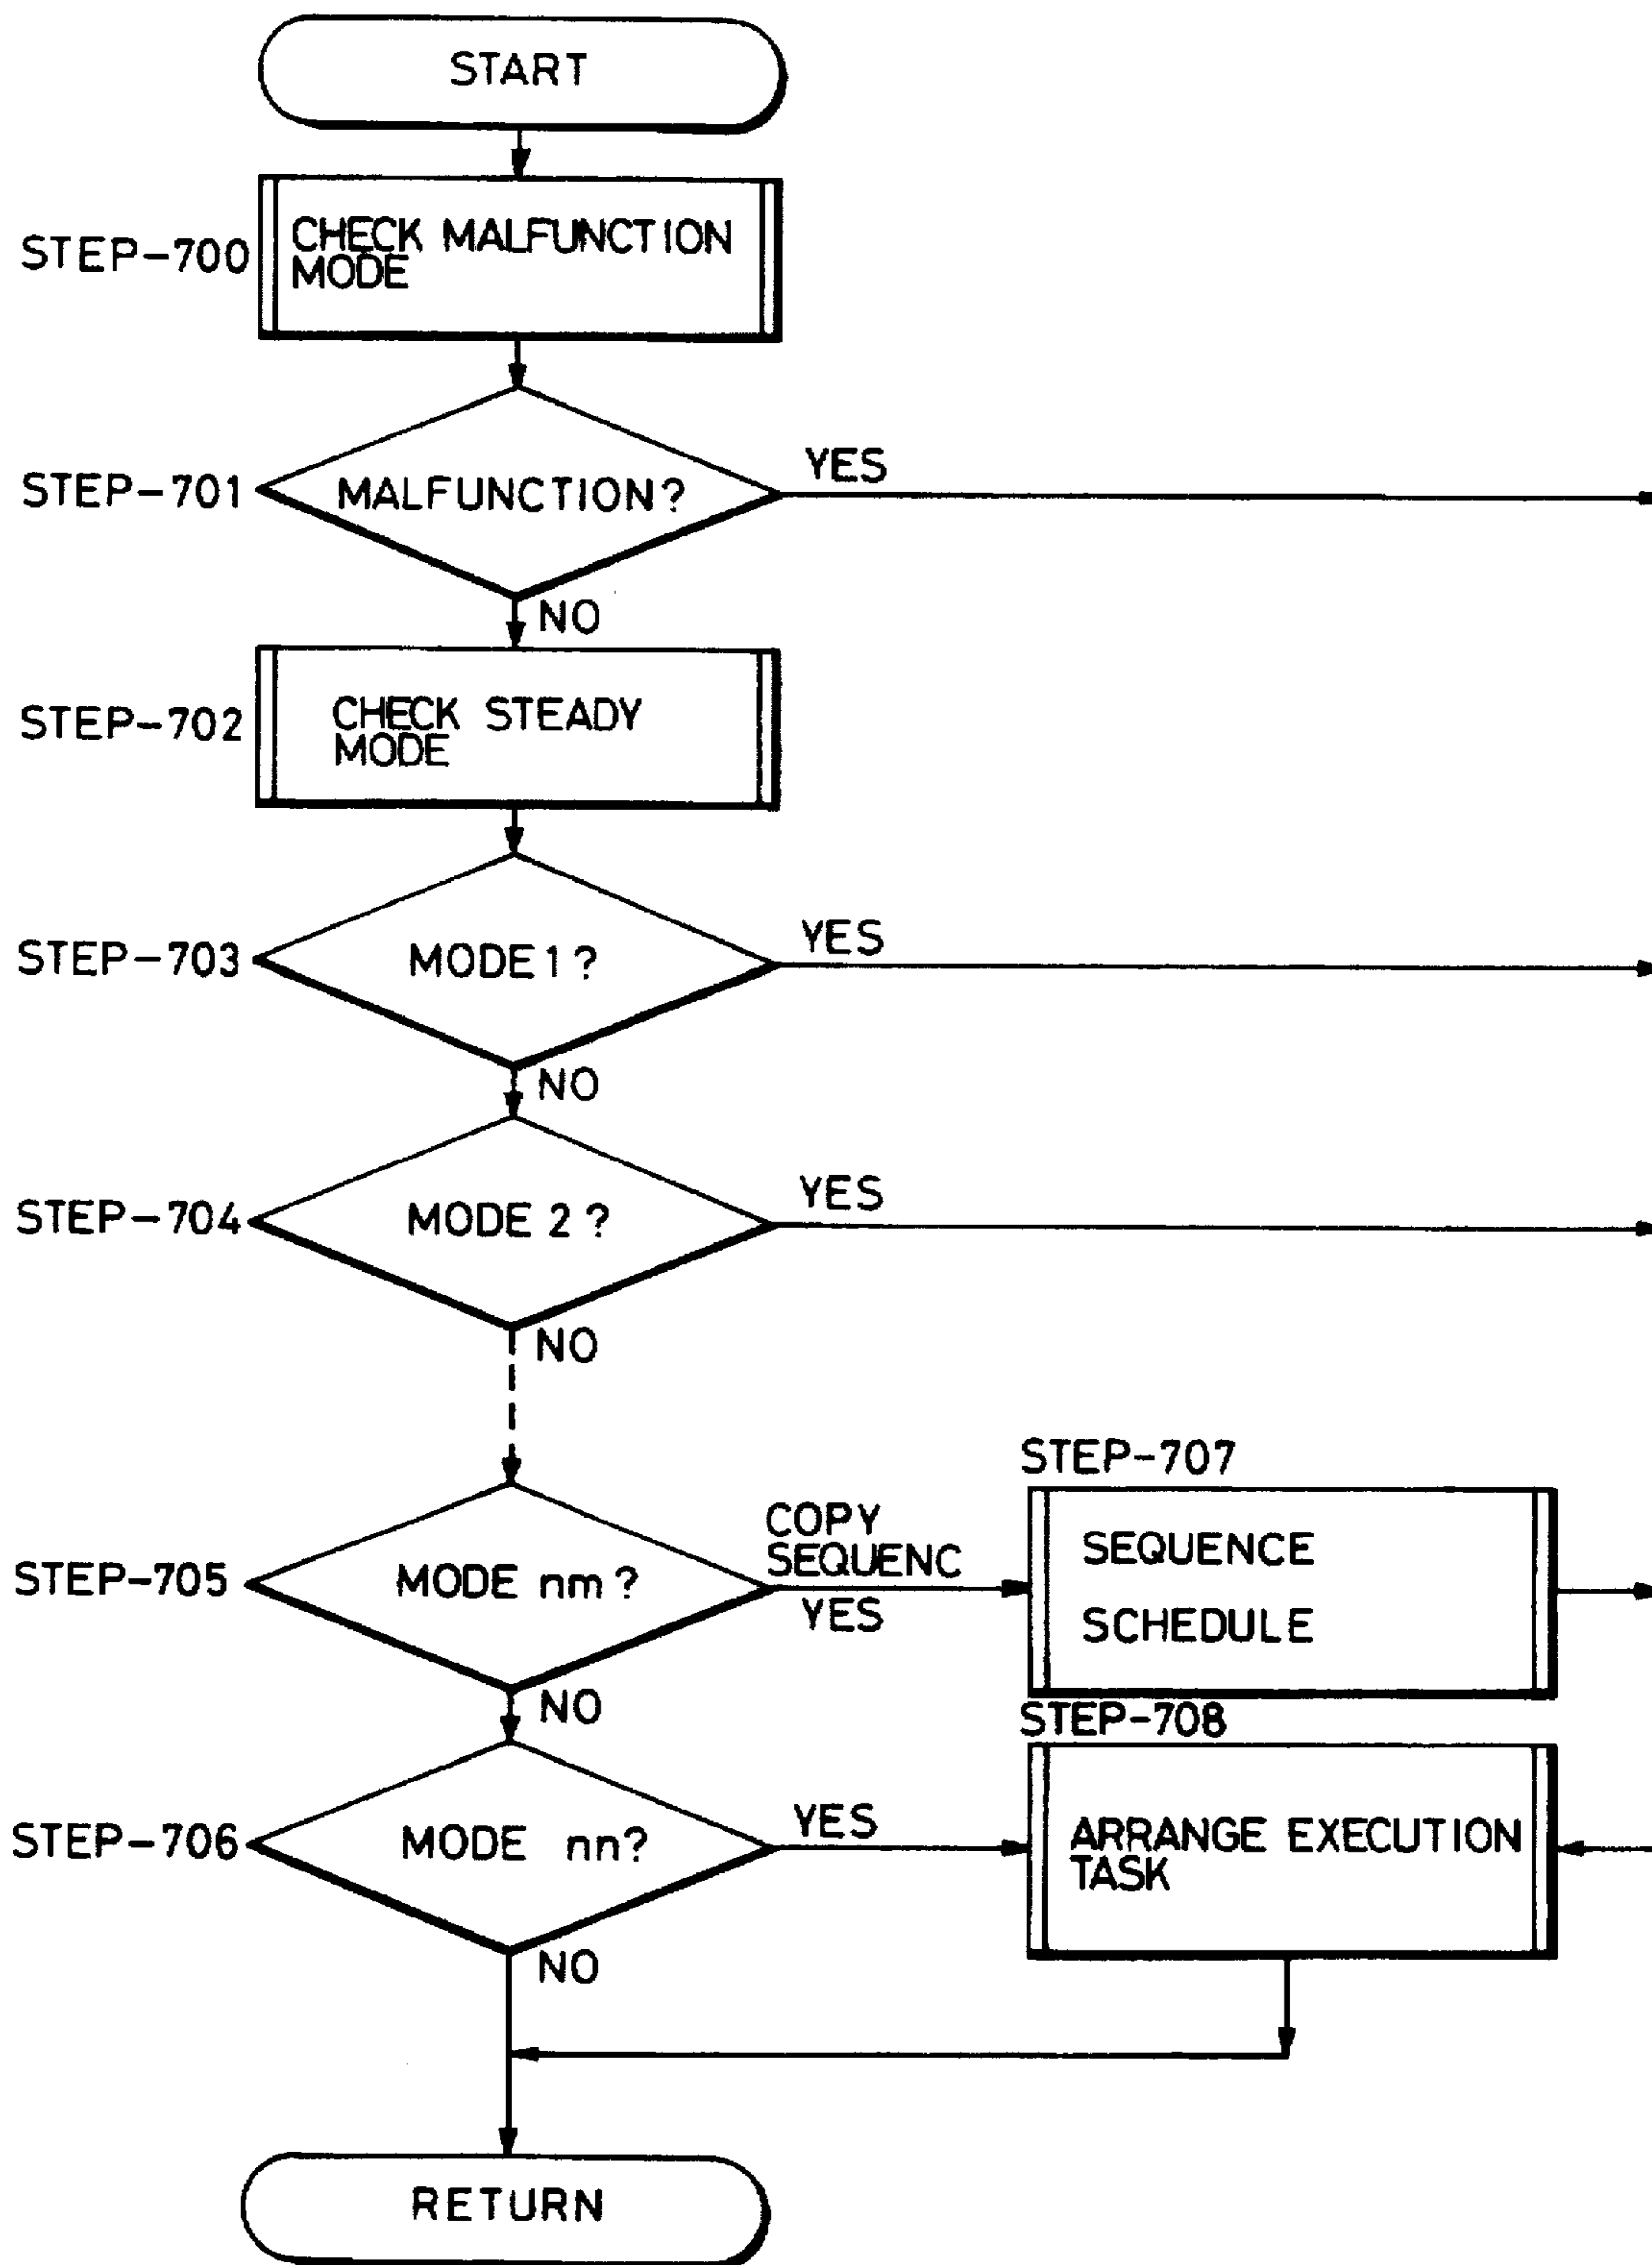 START
STEP-700
CHECK MALFUNCTION
MODE
STEP-701
MALFUNCTION?
YES
NO
STEP-702
CHECK STEADY
MODE
STEP-703
MODE 1?
YES
NO
STEP-704
MODE 2?
YES
NO
STEP-705
MODE nm?
COPY
SEQUENC
YES
STEP-707
SEQUENCE
SCHEDULE
NO
STEP-706
MODE nn?
YES
STEP-708
ARRANGE EXECUTION
TASK
NO
RETURN